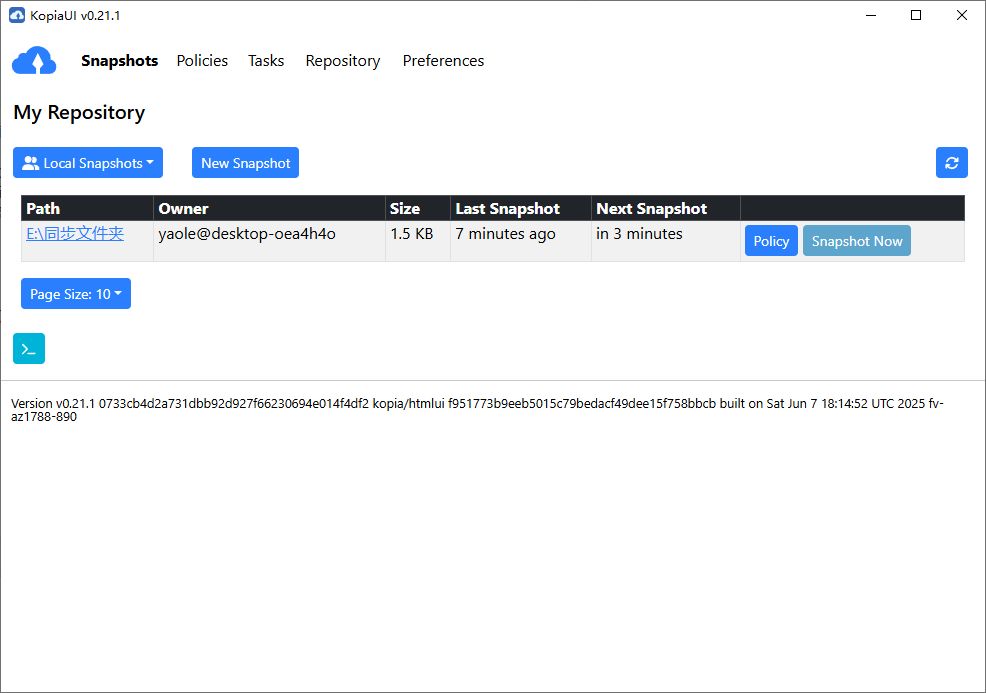 KopiaUI v0.21.1
Snapshots Policies Tasks Repository Preferences
My Repository
Local Snapshots New Snapshot
Path Owner Size Last Snapshot Next Snapshot
E:\同步文件夹 yaole@desktop-oea4h4o 1.5 KB 7 minutes ago in 3 minutes Policy Snapshot Now
Page Size: 10
>_
Version v0.21.1 0733cb4d2a731dbb92d927f66230694e014f4df2 kopia/htmlui f951773b9eeb5015c79bedacf49dee15f758bbcb built on Sat Jun 7 18:14:52 UTC 2025 fv-
az1788-890